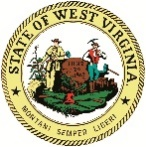 STATE OF WEST VIRGINIA
MONTANI SEMPER LIBERI